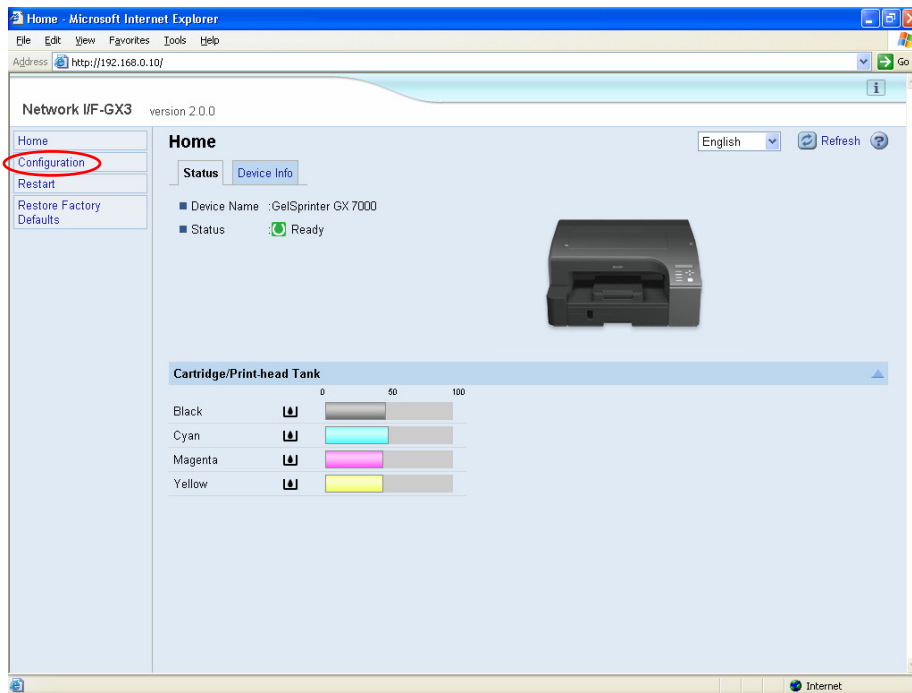 Home - Microsoft Internet Explorer
File Edit View Favorites Tools Help
Address http://192.168.0.10/ Go
Network I/F-GX3 version 2.0.0
Home
Configuration
Restart
Restore Factory
Defaults
Home English Refresh ?
Status Device Info
Device Name :GelSprinter GX 7000
Status : Ready
Cartridge/Print-head Tank
0 50 100
Black
Cyan
Magenta
Yellow
Internet